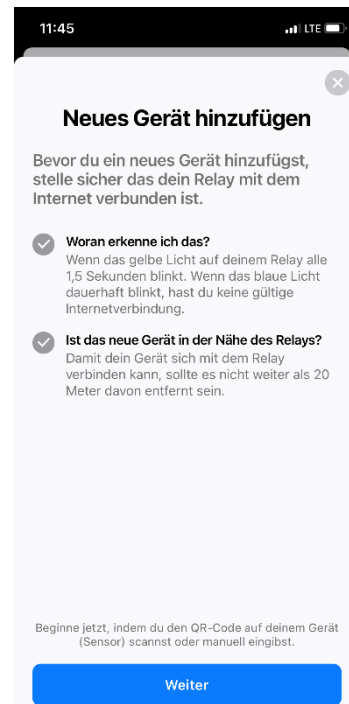 11:45 LTE
Neues Gerät hinzufügen
Bevor du ein neues Gerät hinzufügst,
stelle sicher das dein Relay mit dem
Internet verbunden ist.
Woran erkenne ich das?
Wenn das gelbe Licht auf deinem Relay alle
1,5 Sekunden blinkt. Wenn das blaue Licht
dauerhaft blinkt, hast du keine gültige
Internetverbindung.
Ist das neue Gerät in der Nähe des Relays?
Damit dein Gerät sich mit dem Relay
verbinden kann, sollte es nicht weiter als 20
Meter davon entfernt sein.
Beginne jetzt, indem du den QR-Code auf deinem Gerät
(Sensor) scannst oder manuell eingibst.
Weiter